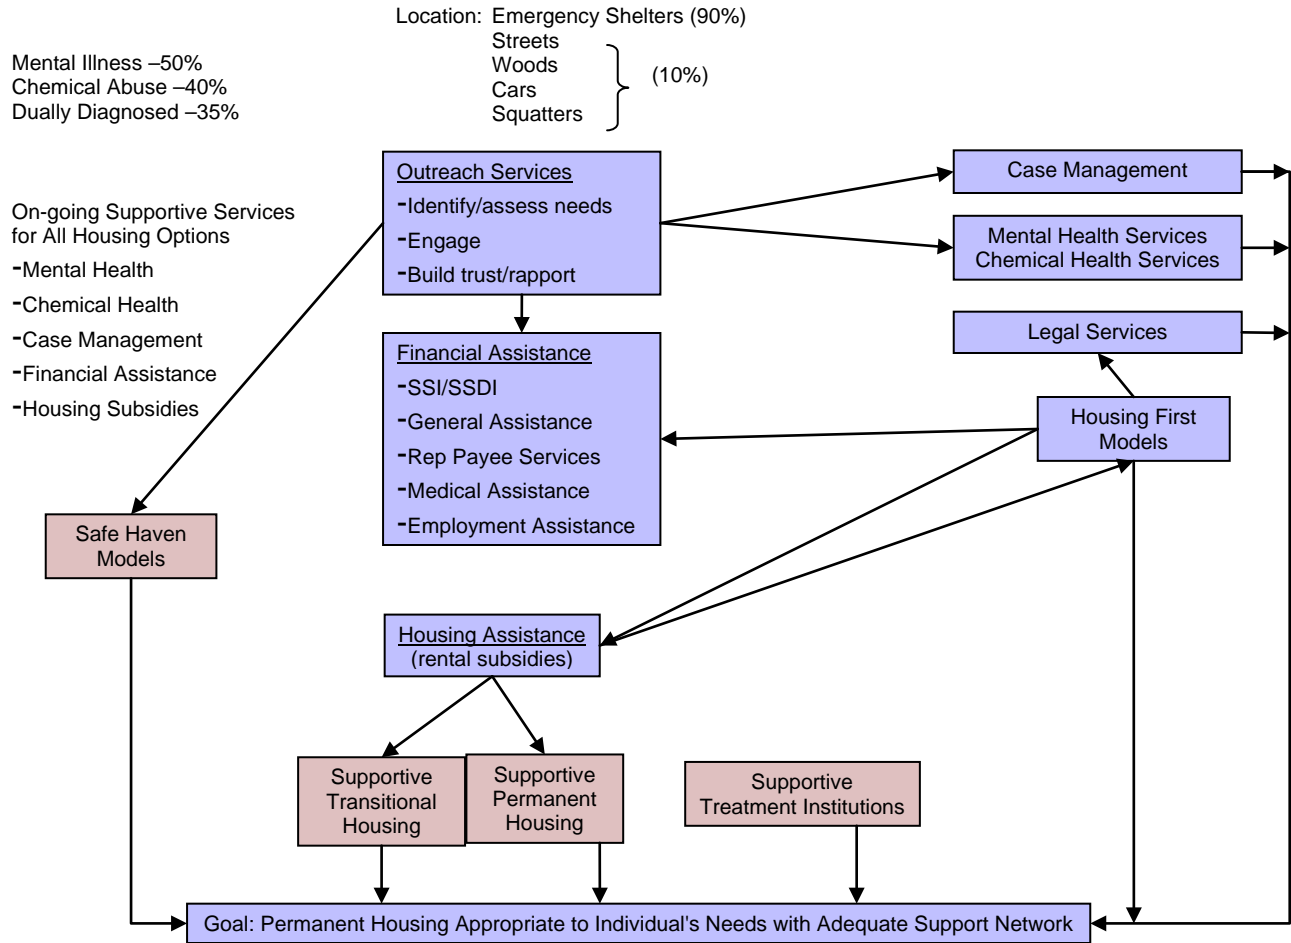 Location: Emergency Shelters (90%)
Streets
Woods
Cars
Squatters
(10%)
Mental Illness –50%
Chemical Abuse –40%
Dually Diagnosed –35%
On-going Supportive Services
for All Housing Options
-Mental Health
-Chemical Health
-Case Management
-Financial Assistance
-Housing Subsidies
Outreach Services
-Identify/assess needs
-Engage
-Build trust/rapport
Case Management
Mental Health Services
Chemical Health Services
Legal Services
Financial Assistance
-SSI/SSDI
-General Assistance
-Rep Payee Services
-Medical Assistance
-Employment Assistance
Housing First
Models
Safe Haven
Models
Housing Assistance
(rental subsidies)
Supportive
Transitional
Housing
Supportive
Permanent
Housing
Supportive
Treatment Institutions
Goal: Permanent Housing Appropriate to Individual's Needs with Adequate Support Network